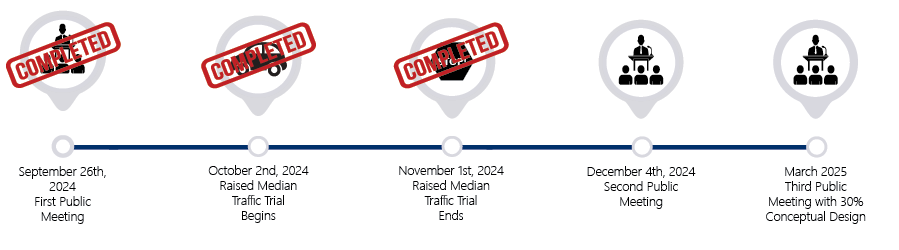 COMPLETED
COMPLETED
COMPLETED
September 26th,
2024
First Public
Meeting
October 2nd, 2024
Raised Median
Traffic Trial
Begins
November 1st, 2024
Raised Median
Traffic Trial
Ends
December 4th, 2024
Second Public
Meeting
March 2025
Third Public
Meeting with 30%
Conceptual Design